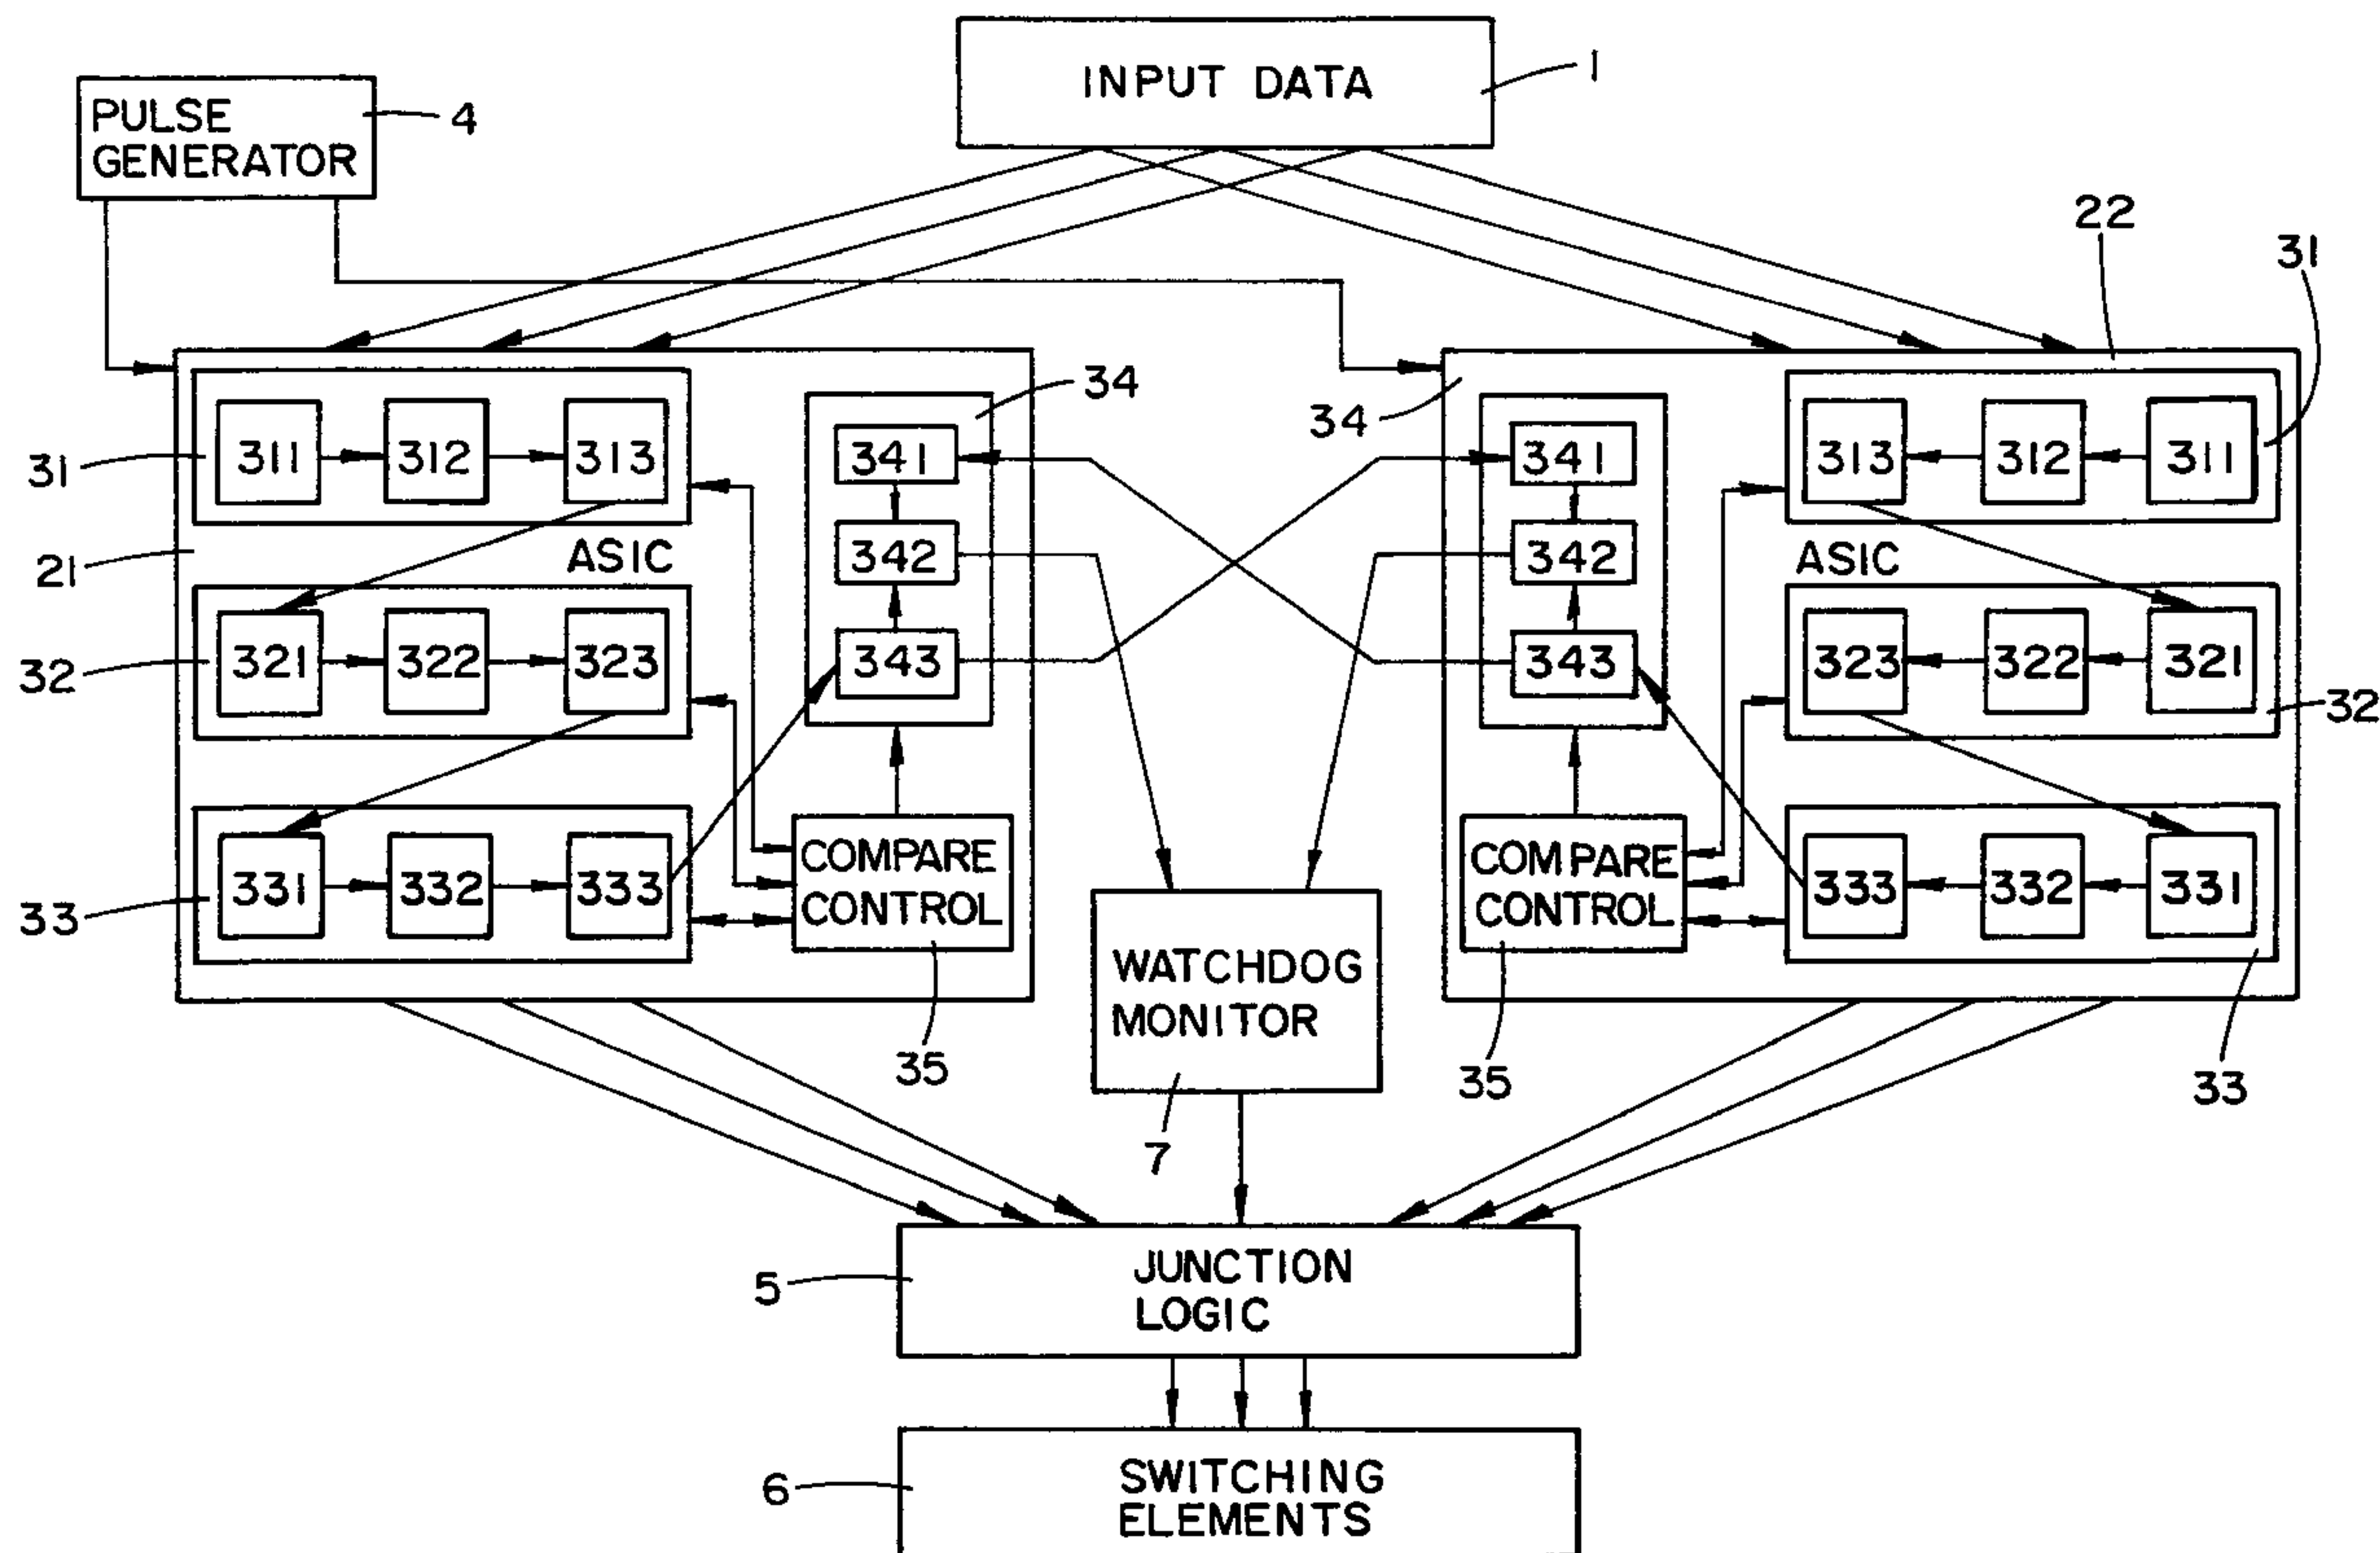 INPUT DATA
1
PULSE
GENERATOR
4
22
31
34
34
311
312
313
341
341
313
312
311
31
21
ASIC
342
342
ASIC
32
321
322
323
343
343
323
322
321
32
33
331
332
333
COMPARE
CONTROL
COMPARE
CONTROL
333
332
331
WATCHDOG
MONITOR
35
35
33
7
5
JUNCTION
LOGIC
6
SWITCHING
ELEMENTS